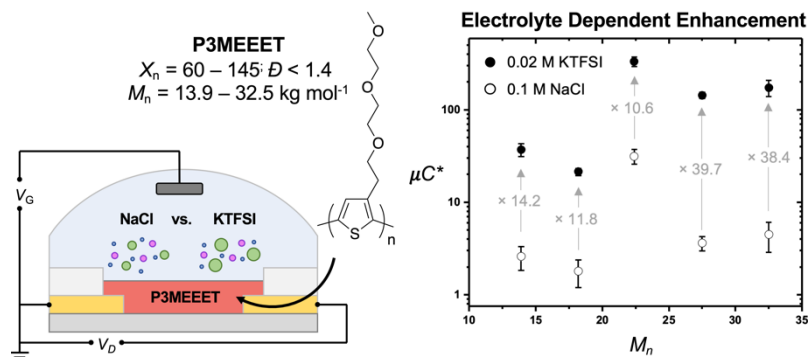 P3MEEET
Xn = 60 – 145; Đ < 1.4
Mn = 13.9 – 32.5 kg mol-1
VG
NaCl vs. KTFSI
S
n
P3MEEET
VD
O
O
O
Electrolyte Dependent Enhancement
0.02 M KTFSI
0.1 M NaCl
μC*
100
10
1
× 14.2
× 11.8
× 10.6
× 39.7
× 38.4
10 15 20 25 30 35
Mn